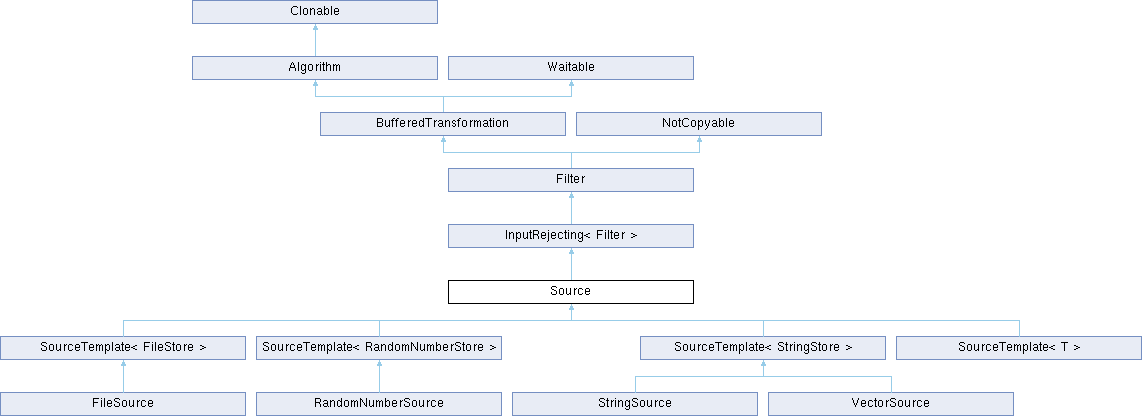 Clonable
Algorithm
Waitable
BufferedTransformation
NotCopyable
Filter
InputRejecting< Filter >
Source
SourceTemplate< FileStore >
SourceTemplate< RandomNumberStore >
SourceTemplate< StringStore >
SourceTemplate< T >
FileSource
RandomNumberSource
StringSource
VectorSource